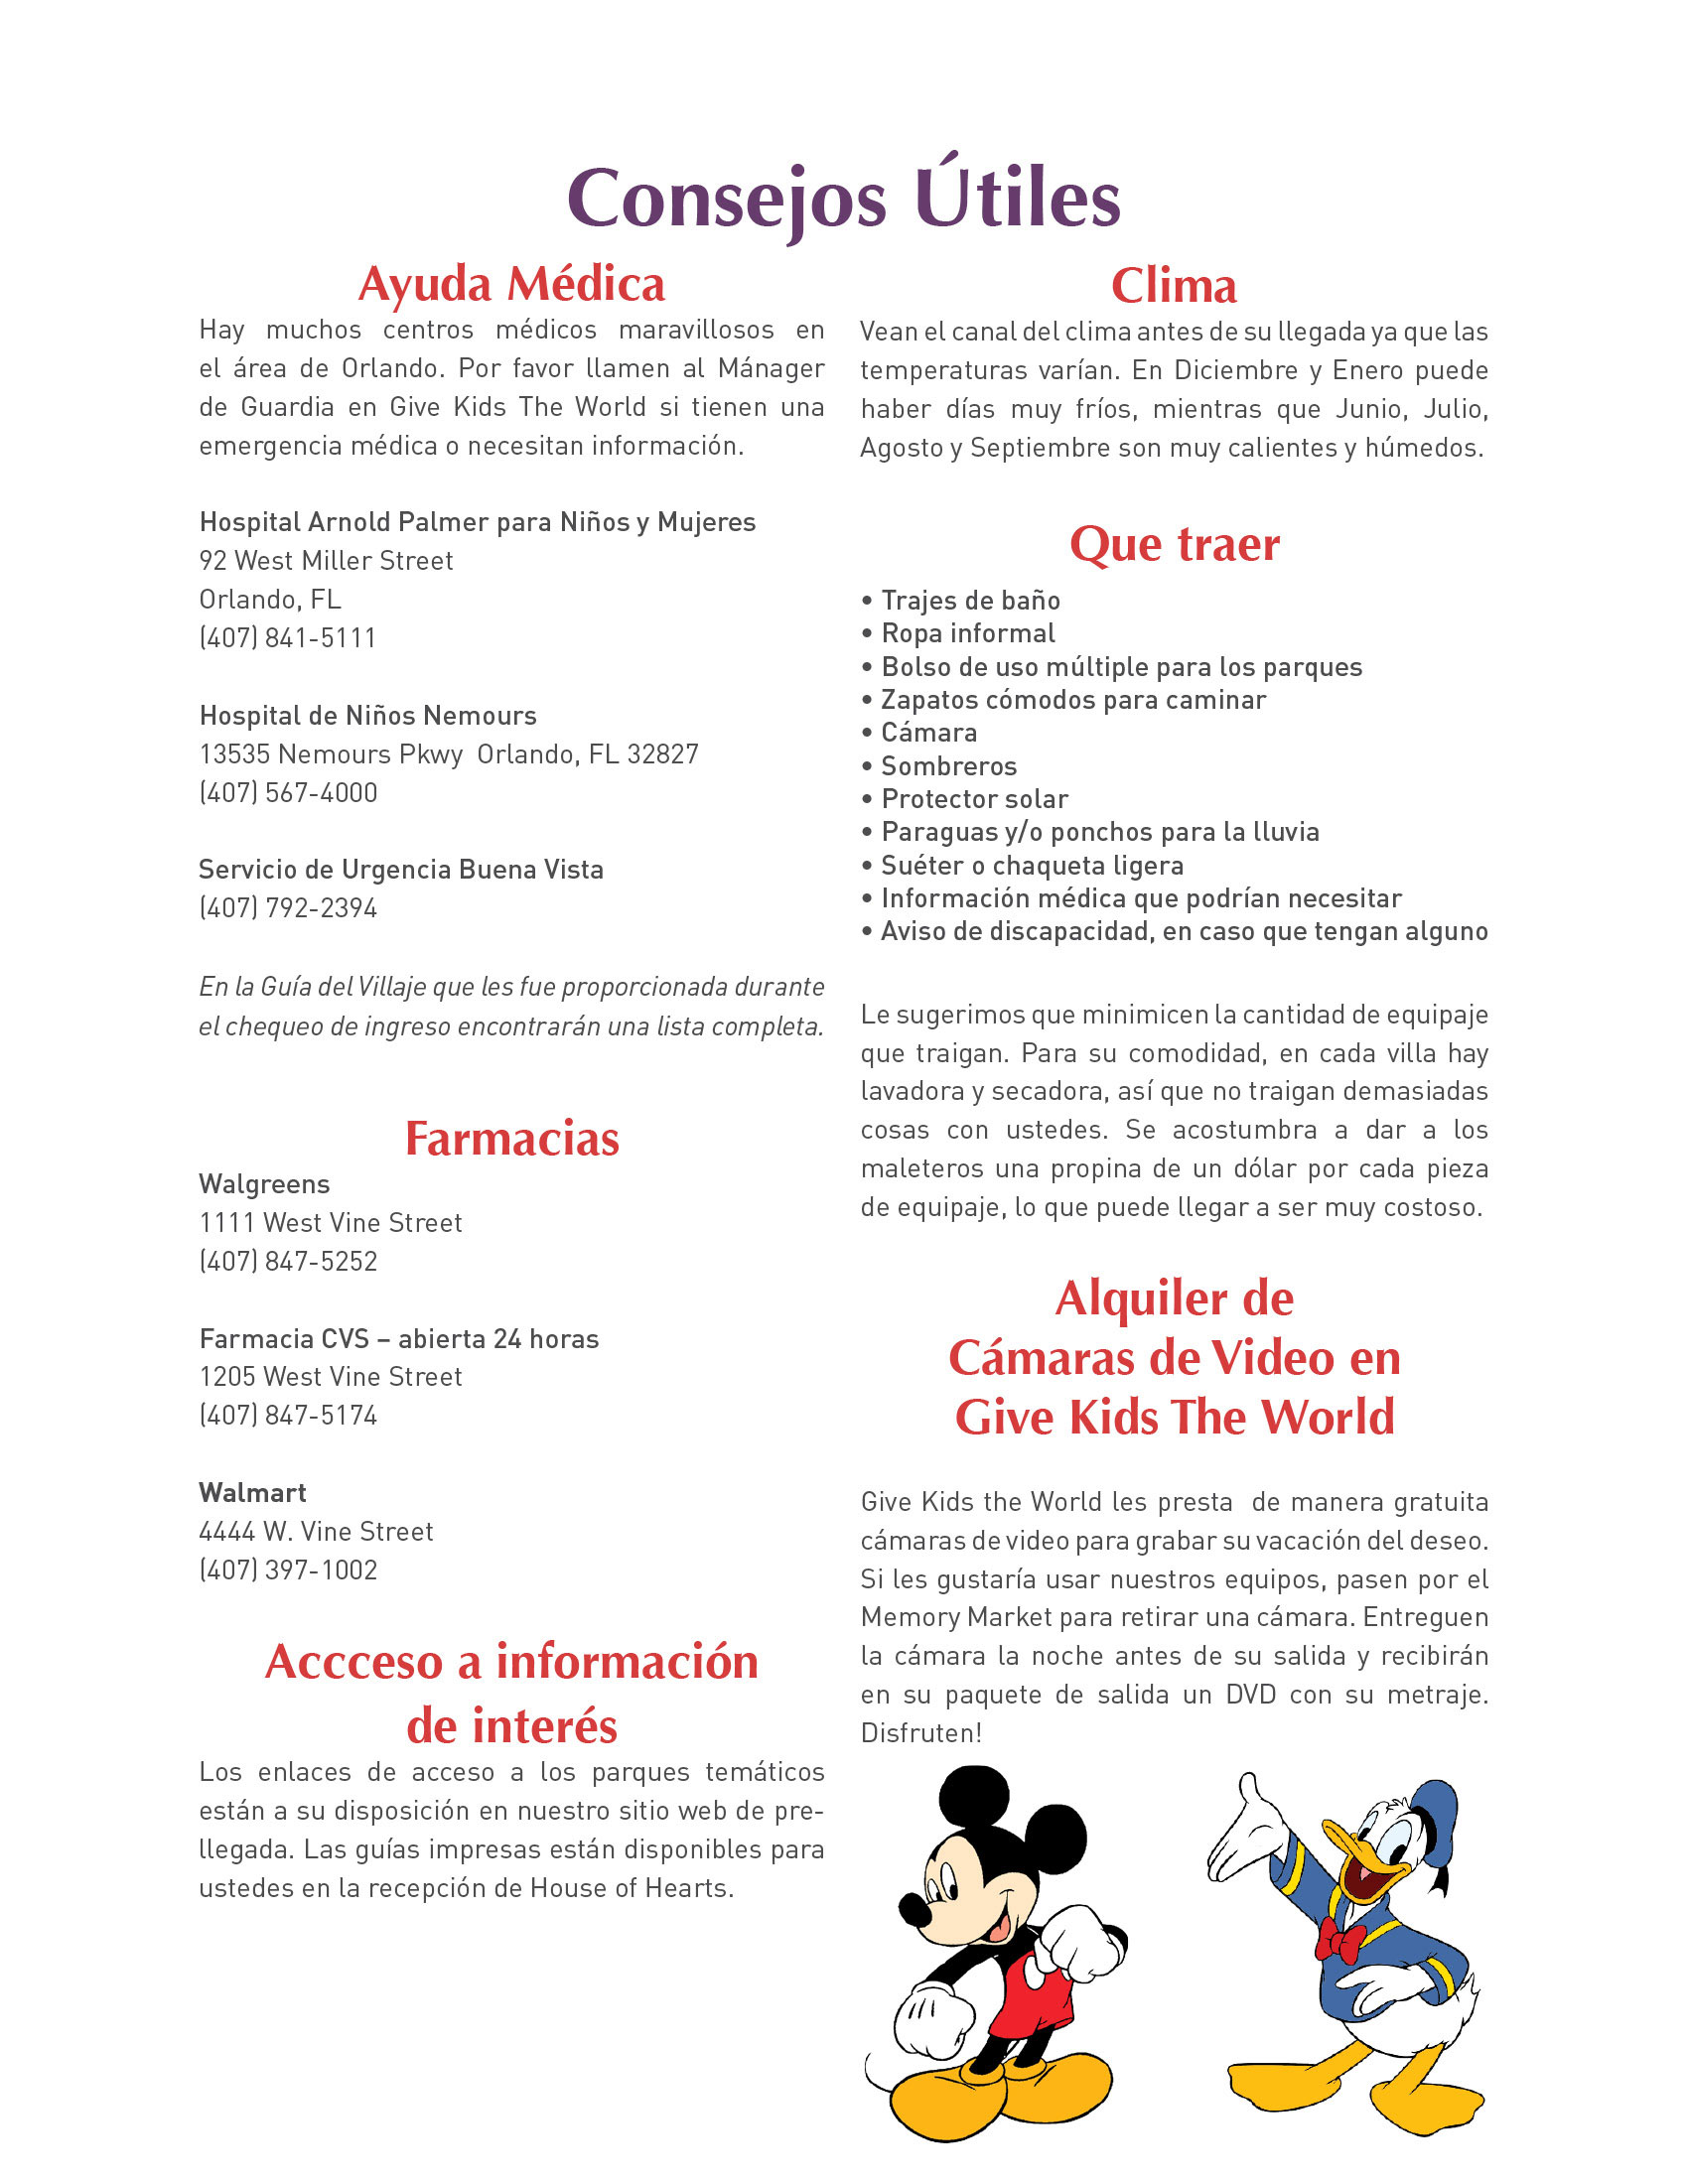 Consejos Útiles
Ayuda Médica
Hay muchos centros médicos maravillosos en
el área de Orlando. Por favor llamen al Mánager
de Guardia en Give Kids The World si tienen una
emergencia médica o necesitan información.
Hospital Arnold Palmer para Niños y Mujeres
92 West Miller Street
Orlando, FL
(407) 841-5111
Hospital de Niños Nemours
13535 Nemours Pkwy  Orlando, FL 32827
(407) 567-4000
Servicio de Urgencia Buena Vista
(407) 792-2394
En la Guía del Villaje que les fue proporcionada durante
el chequeo de ingreso encontrarán una lista completa.
Farmacias
Walgreens
1111 West Vine Street
(407) 847-5252
Farmacia CVS – abierta 24 horas
1205 West Vine Street
(407) 847-5174
Walmart
4444 W. Vine Street
(407) 397-1002
Accceso a información
de interés
Los enlaces de acceso a los parques temáticos
están a su disposición en nuestro sitio web de pre-
llegada. Las guías impresas están disponibles para
ustedes en la recepción de House of Hearts.
Clima
Vean el canal del clima antes de su llegada ya que las
temperaturas varían. En Diciembre y Enero puede
haber días muy fríos, mientras que Junio, Julio,
Agosto y Septiembre son muy calientes y húmedos.
Que traer
• Trajes de baño
• Ropa informal
• Bolso de uso múltiple para los parques
• Zapatos cómodos para caminar
• Cámara
• Sombreros
• Protector solar
• Paraguas y/o ponchos para la lluvia
• Suéter o chaqueta ligera
• Información médica que podrían necesitar
• Aviso de discapacidad, en caso que tengan alguno
Le sugerimos que minimicen la cantidad de equipaje
que traigan. Para su comodidad, en cada villa hay
lavadora y secadora, así que no traigan demasiadas
cosas con ustedes. Se acostumbra a dar a los
maleteros una propina de un dólar por cada pieza
de equipaje, lo que puede llegar a ser muy costoso.
Alquiler de
Cámaras de Video en
Give Kids The World
Give Kids the World les presta  de manera gratuita
cámaras de video para grabar su vacación del deseo.
Si les gustaría usar nuestros equipos, pasen por el
Memory Market para retirar una cámara. Entreguen
la cámara la noche antes de su salida y recibirán
en su paquete de salida un DVD con su metraje.
Disfruten!